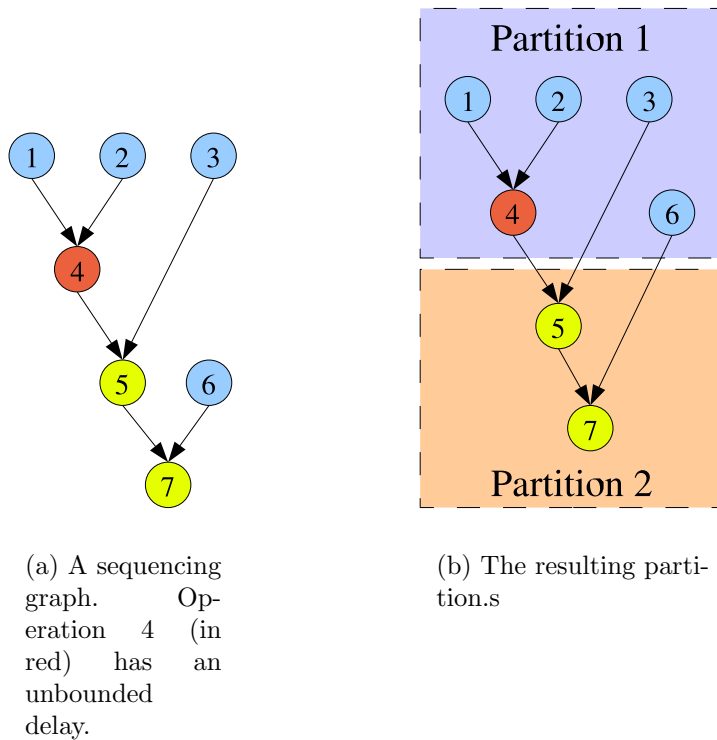 Partition 1
1 2 3
4 6
5
7
Partition 2
1 2 3
4
5 6
7
(a) A sequencing
graph. Op-
eration 4 (in
red) has an
unbounded
delay.
(b) The resulting parti-
tion.s